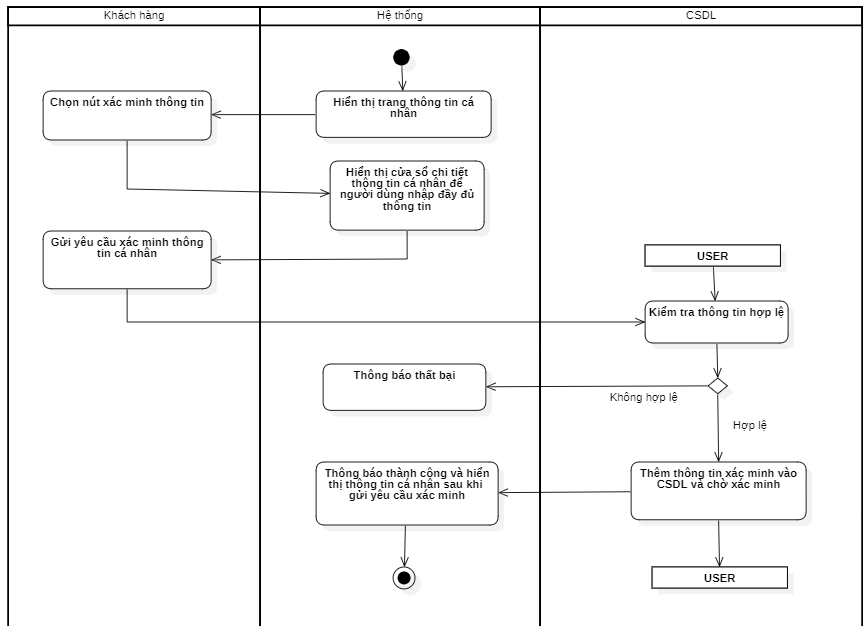 Khách hàng
Hệ thống
CSDL
Hiển thị trang thông tin cá
nhân
Chọn nút xác minh thông tin
Hiển thị cửa sổ chi tiết
thông tin cá nhân để
người dùng nhập đầy đủ
thông tin
Gửi yêu cầu xác minh thông
tin cá nhân
USER
Kiểm tra thông tin hợp lệ
Thông báo thất bại
Không hợp lệ
Hợp lệ
Thêm thông tin xác minh vào
CSDL và chờ xác minh
Thông báo thành công và hiển
thị thông tin cá nhân sau khi
gửi yêu cầu xác minh
USER